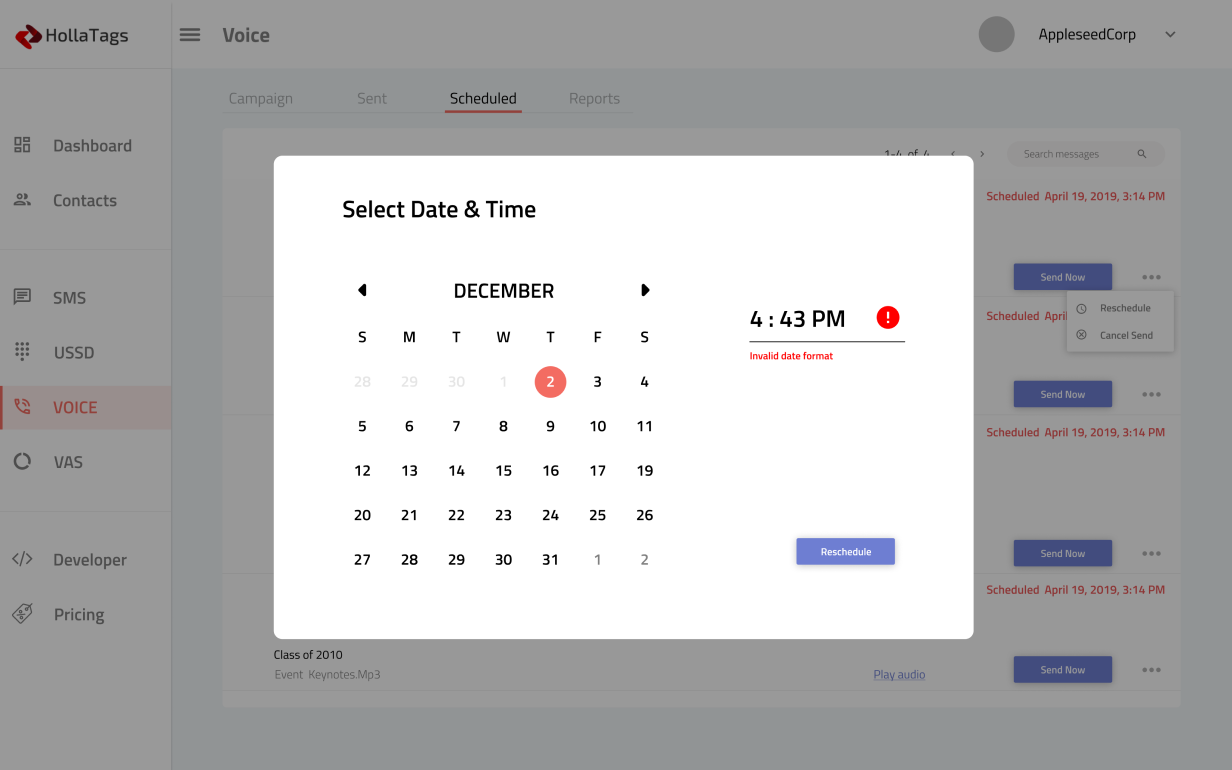 HollaTags
Voice
AppleseedCorp
Campaign Sent Scheduled Reports
Dashboard
Contacts
SMS
USSD
VOICE
VAS
Developer
Pricing
1-4 of 4
Search messages
Scheduled April 19, 2019, 3:14 PM
Send Now
Reschedule
Cancel Send
Scheduled April
Send Now
Scheduled April 19, 2019, 3:14 PM
Send Now
Scheduled April 19, 2019, 3:14 PM
Class of 2010
Event Keynotes.Mp3
Play audio
Send Now
Select Date & Time
DECEMBER
S M T W T F S
28 29 30 1 2 3 4
5 6 7 8 9 10 11
12 13 14 15 16 17 19
20 21 22 23 24 25 26
27 28 29 30 31 1 2
4 : 43 PM
!
Invalid date format
Reschedule